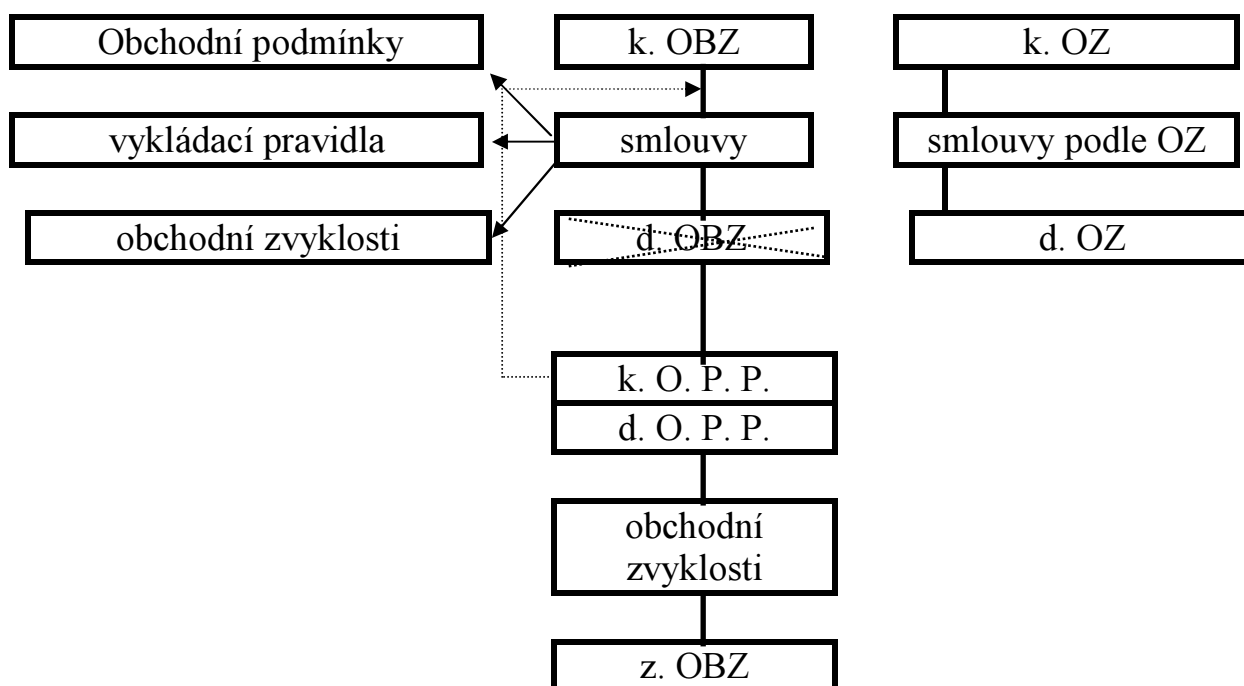 Obchodní podmínky
k. OBZ
k. OZ
vykládací pravidla
smlouvy
smlouvy podle OZ
obchodní zvyklosti
d. OBZ
d. OZ
k. O. P. P.
d. O. P. P.
obchodní
zvyklosti
z. OBZ